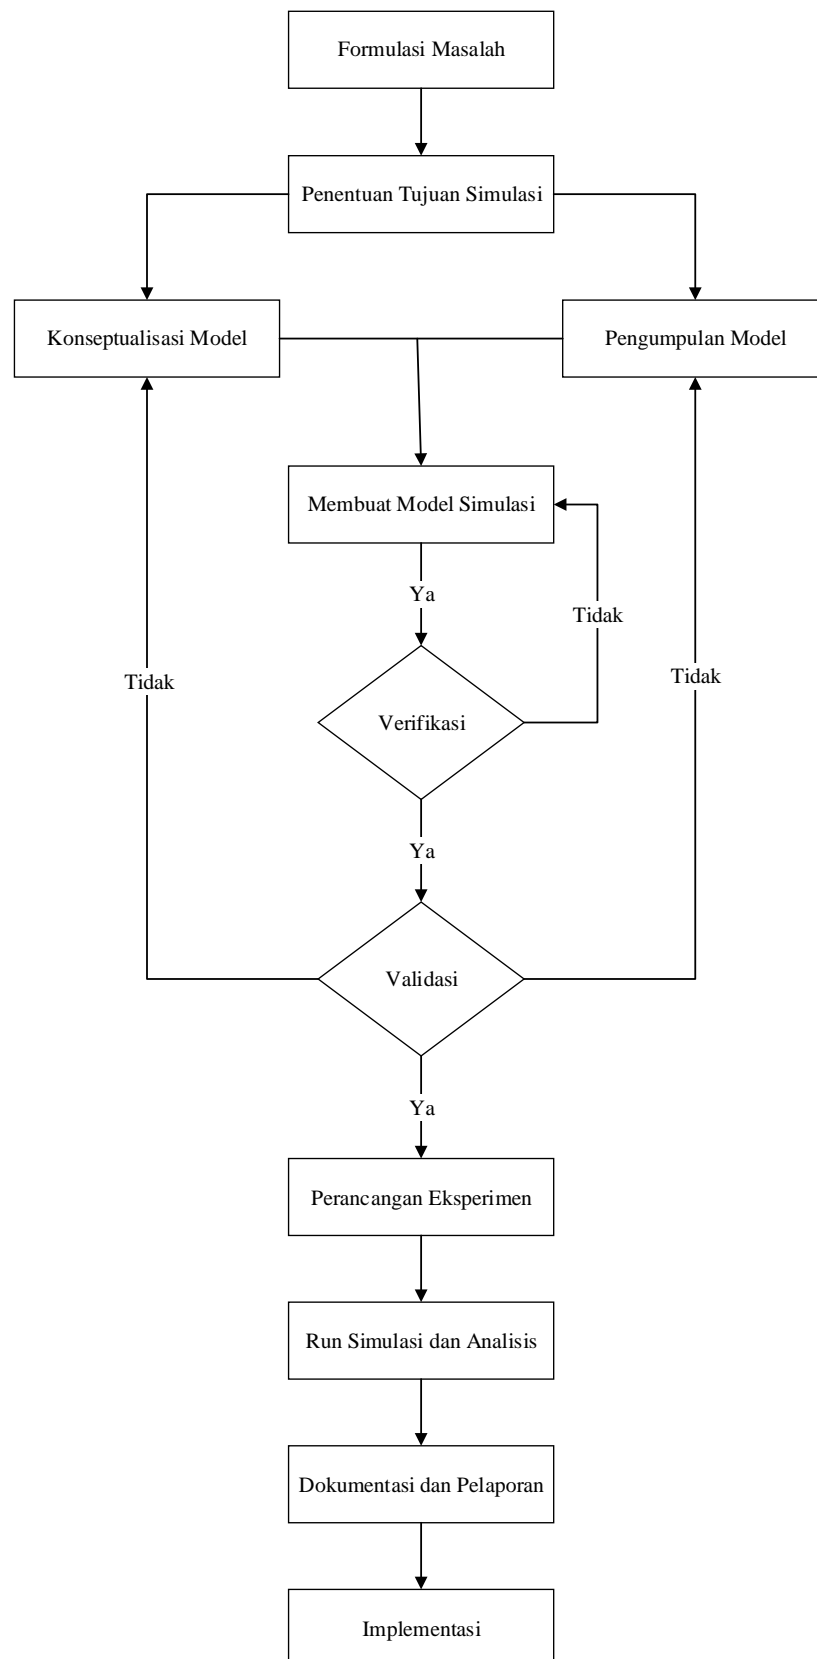 Formulasi Masalah
Penentuan Tujuan Simulasi
Konseptualisasi Model
Pengumpulan Model
Membuat Model Simulasi
Ya
Tidak
Verifikasi
Tidak
Tidak
Ya
Validasi
Ya
Perancangan Eksperimen
Run Simulasi dan Analisis
Dokumentasi dan Pelaporan
Implementasi